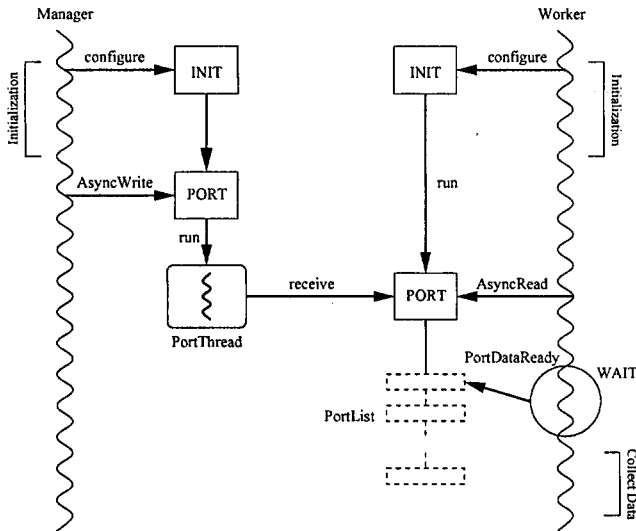 Manager
Worker
configure
INIT
INIT
configure
Initialization
Initialization
AsyncWrite
PORT
run
run
receive
PORT
AsyncRead
PortThread
PortDataReady
WAIT
PortList
Collect Data